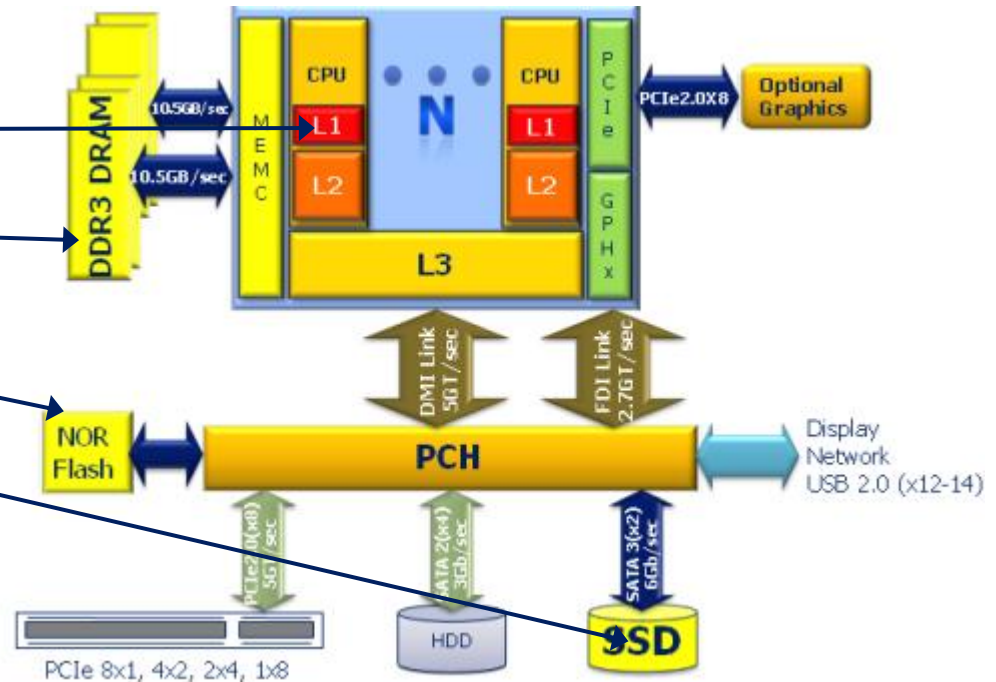 DDR3 DRAM
10.5GB/sec
10.5GB/sec
MEMC
CPU
L1
L2
N
CPU
L1
L2
L3
PCIe
GPHx
PCIe2.0X8
Optional
Graphics
DMI Link
5GT/sec
FDI Link
2.7GT/sec
NOR
Flash
PCH
Display
Network
USB 2.0 (x12-14)
PCIe2.0(x8)
5GT/sec
SATA 2(x4)
3Gb/sec
SATA 3(x2)
6Gb/sec
PCIe 8x1, 4x2, 2x4, 1x8
HDD
SSD